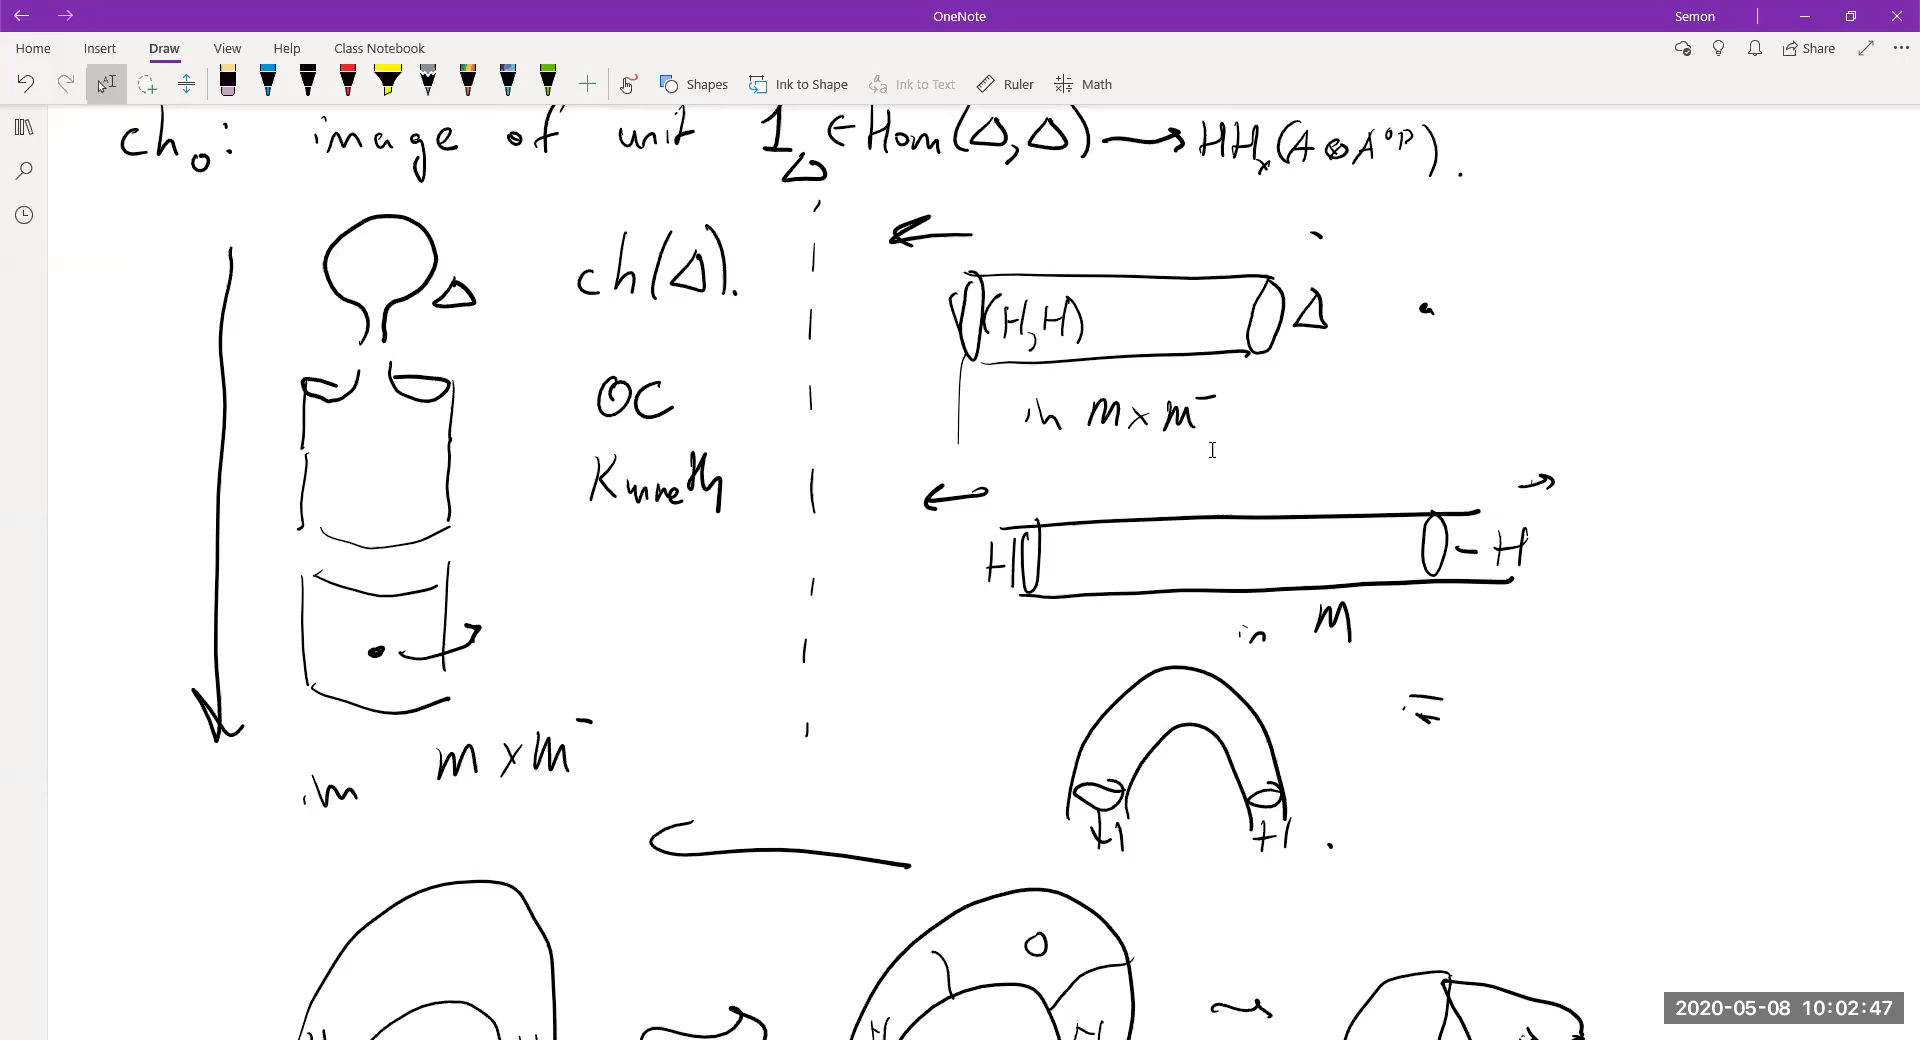 OneNote
Semon
Home Insert Draw View Help Class Notebook
Share
Shapes Ink to Shape Ink to Text Ruler Math
ch₀: image of unit 1_Δ ∈ Hom(Δ,Δ) → HH_*(A⊗A^op).
ch(Δ).
Δ
(H,H) Δ
OC
in M×M⁻
Kunneth
H -H
in M
in M×M⁻
=
+1 +1
O
H H
2020-05-08 10:02:47